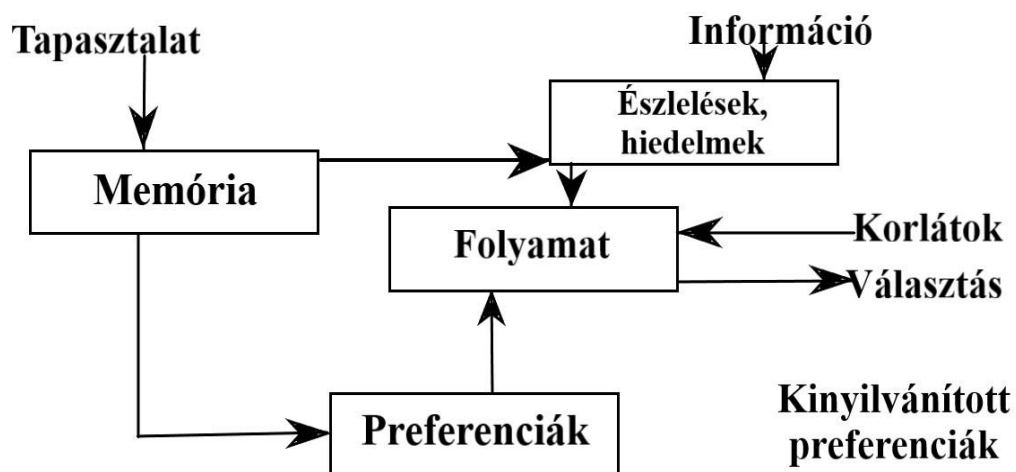 Tapasztalat
Információ
Észlelések,
hiedelmek
Memória
Folyamat
Korlátok
Választás
Preferenciák
Kinyilvánított
preferenciák